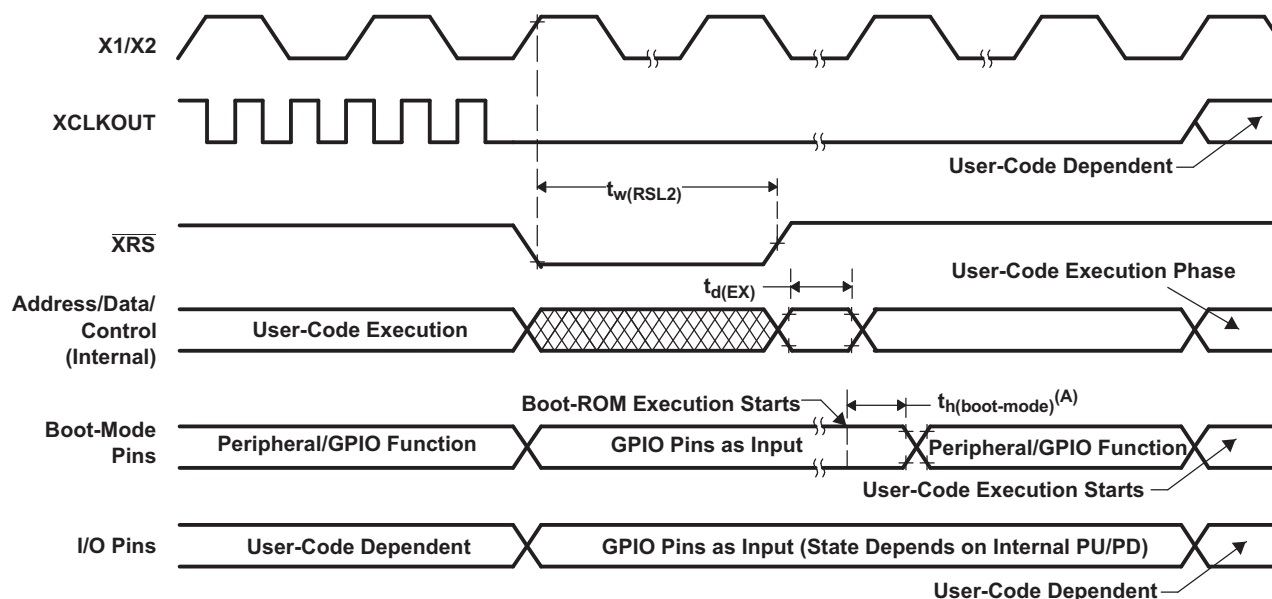 X1/X2
XCLKOUT
User-Code Dependent
tw(RSL2)
XRS
User-Code Execution Phase
td(EX)
Address/Data/
Control
(Internal)
User-Code Execution
Boot-ROM Execution Starts
th(boot-mode)(A)
Boot-Mode
Pins
Peripheral/GPIO Function
GPIO Pins as Input
Peripheral/GPIO Function
User-Code Execution Starts
I/O Pins
User-Code Dependent
GPIO Pins as Input (State Depends on Internal PU/PD)
User-Code Dependent